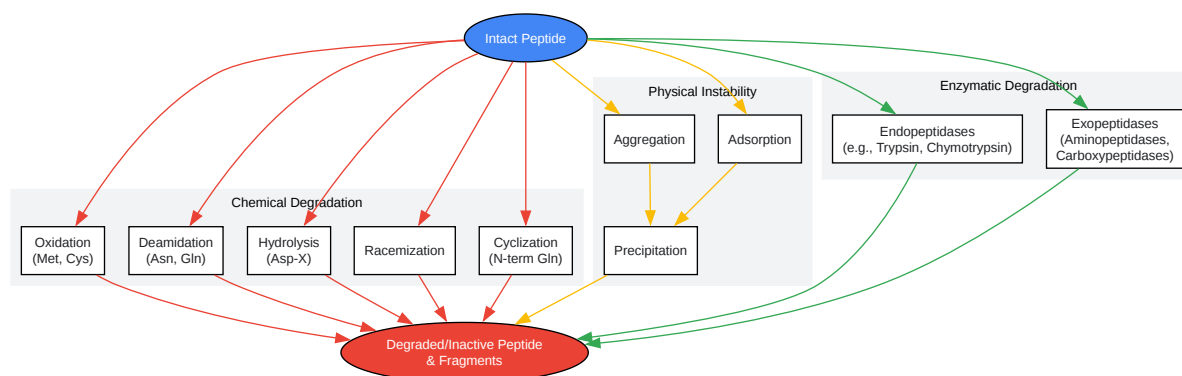 Intact Peptide
Physical Instability
Enzymatic Degradation
Aggregation
Adsorption
Endopeptidases
(e.g., Trypsin, Chymotrypsin)
Exopeptidases
(Aminopeptidases,
Carboxypeptidases)
Chemical Degradation
Oxidation
(Met, Cys)
Deamidation
(Asn, Gln)
Hydrolysis
(Asp-X)
Racemization
Cyclization
(N-term Gln)
Precipitation
Degraded/Inactive Peptide
& Fragments